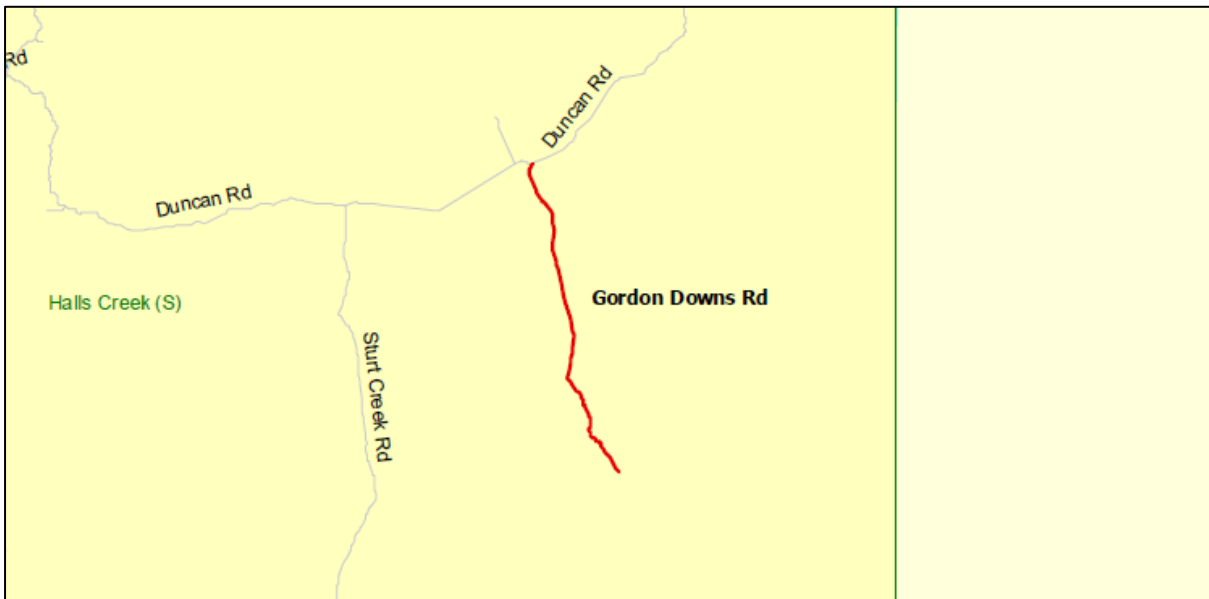 Rd
Duncan Rd
Duncan Rd
Halls Creek (S)
Gordon Downs Rd
Sturt Creek Rd